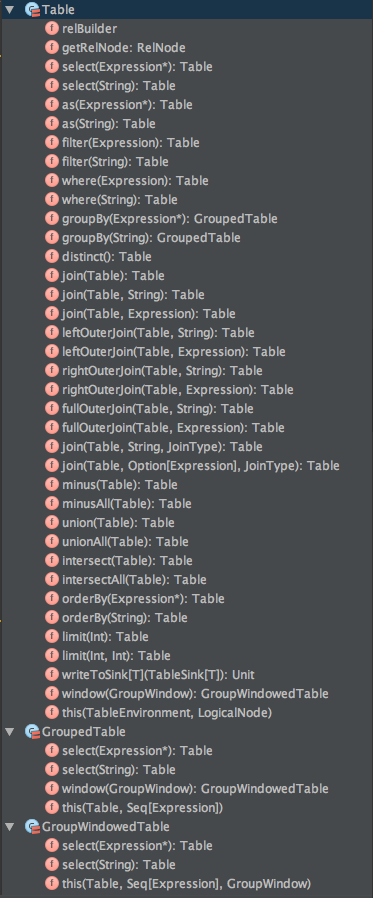 Table
relBuilder
getRelNode: RelNode
select(Expression*): Table
select(String): Table
as(Expression*): Table
as(String): Table
filter(Expression): Table
filter(String): Table
where(Expression): Table
where(String): Table
groupBy(Expression*): GroupedTable
groupBy(String): GroupedTable
distinct(): Table
join(Table): Table
join(Table, String): Table
join(Table, Expression): Table
leftOuterJoin(Table, String): Table
leftOuterJoin(Table, Expression): Table
rightOuterJoin(Table, String): Table
rightOuterJoin(Table, Expression): Table
fullOuterJoin(Table, String): Table
fullOuterJoin(Table, Expression): Table
join(Table, String, JoinType): Table
join(Table, Option[Expression], JoinType): Table
minus(Table): Table
minusAll(Table): Table
union(Table): Table
unionAll(Table): Table
intersect(Table): Table
intersectAll(Table): Table
orderBy(Expression*): Table
orderBy(String): Table
limit(Int): Table
limit(Int, Int): Table
writeToSink[T](TableSink[T]): Unit
window(GroupWindow): GroupWindowedTable
this(TableEnvironment, LogicalNode)
GroupedTable
select(Expression*): Table
select(String): Table
window(GroupWindow): GroupWindowedTable
this(Table, Seq[Expression])
GroupWindowedTable
select(Expression*): Table
select(String): Table
this(Table, Seq[Expression], GroupWindow)